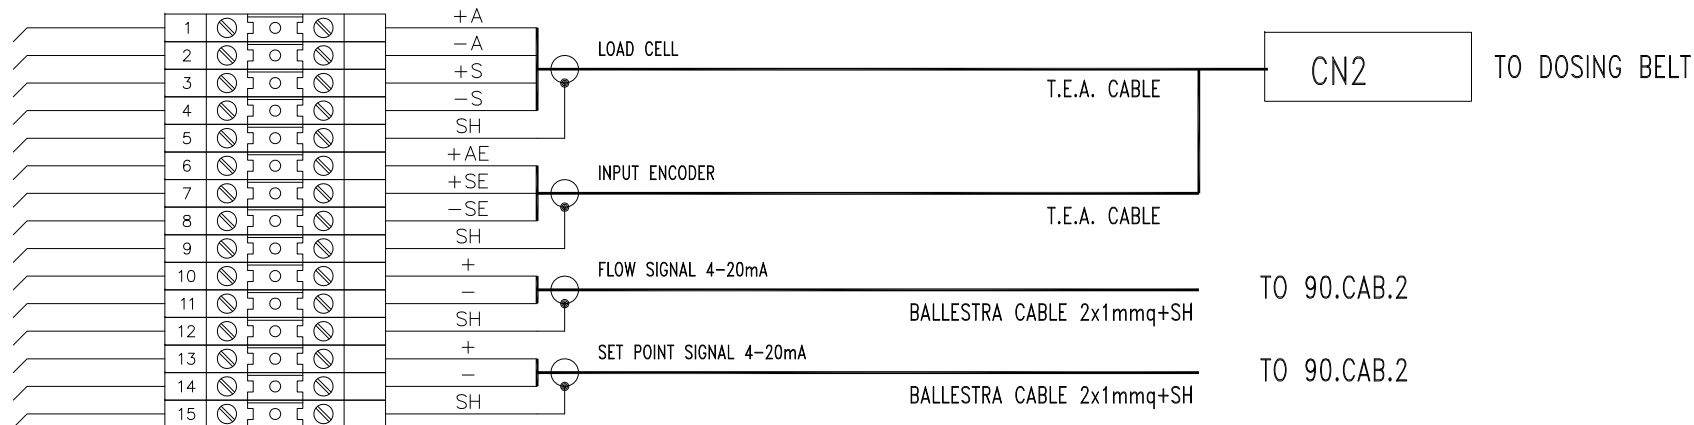 1 +A
2 -A LOAD CELL
3 +S
4 -S
5 SH
T.E.A. CABLE
CN2 TO DOSING BELT
6 +AE
7 +SE INPUT ENCODER
8 -SE
9 SH
T.E.A. CABLE
10 + FLOW SIGNAL 4-20mA
11 - TO 90.CAB.2
12 SH BALLESTRA CABLE 2x1mmq+SH
13 + SET POINT SIGNAL 4-20mA
14 - TO 90.CAB.2
15 SH BALLESTRA CABLE 2x1mmq+SH